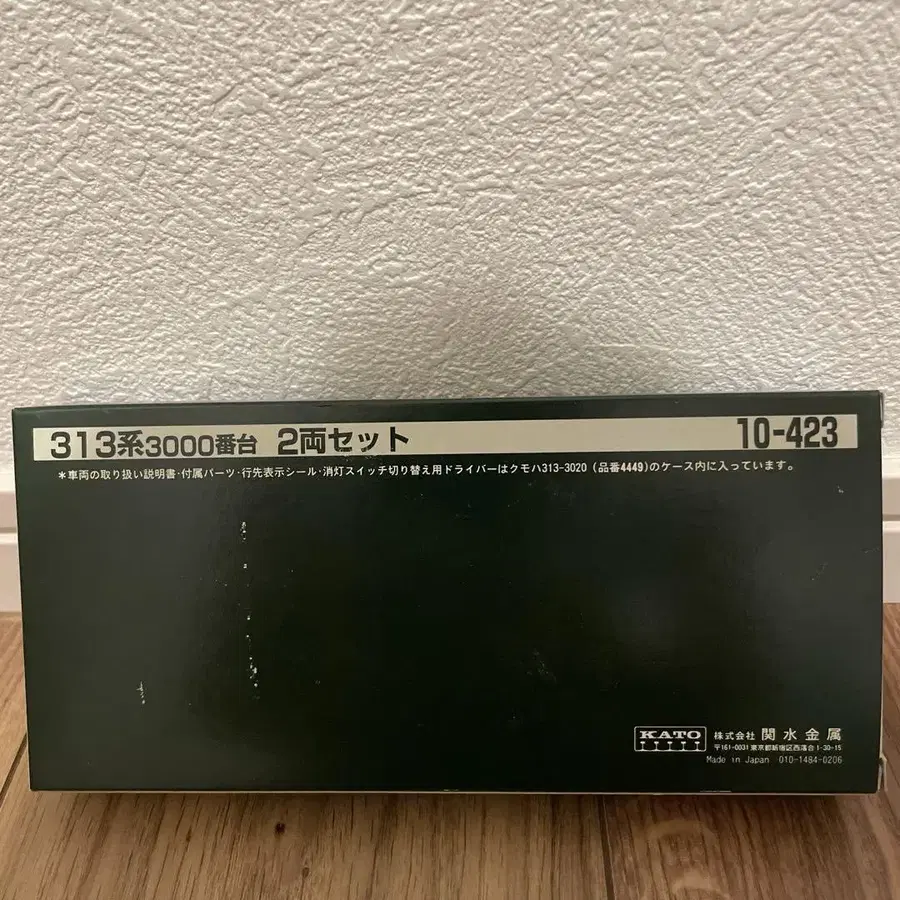 313系3000番台 2両セット 10-423
*車両の取り扱い説明書・付属パーツ・行先表示シール・消灯スイッチ切り替え用ドライバーはクモハ313-3020(品番4449)のケース内に入っています。
KATO 株式会社 関水金属
〒161-0031 東京都新宿区西落合1-30-15
Made in Japan 010-1484-0206